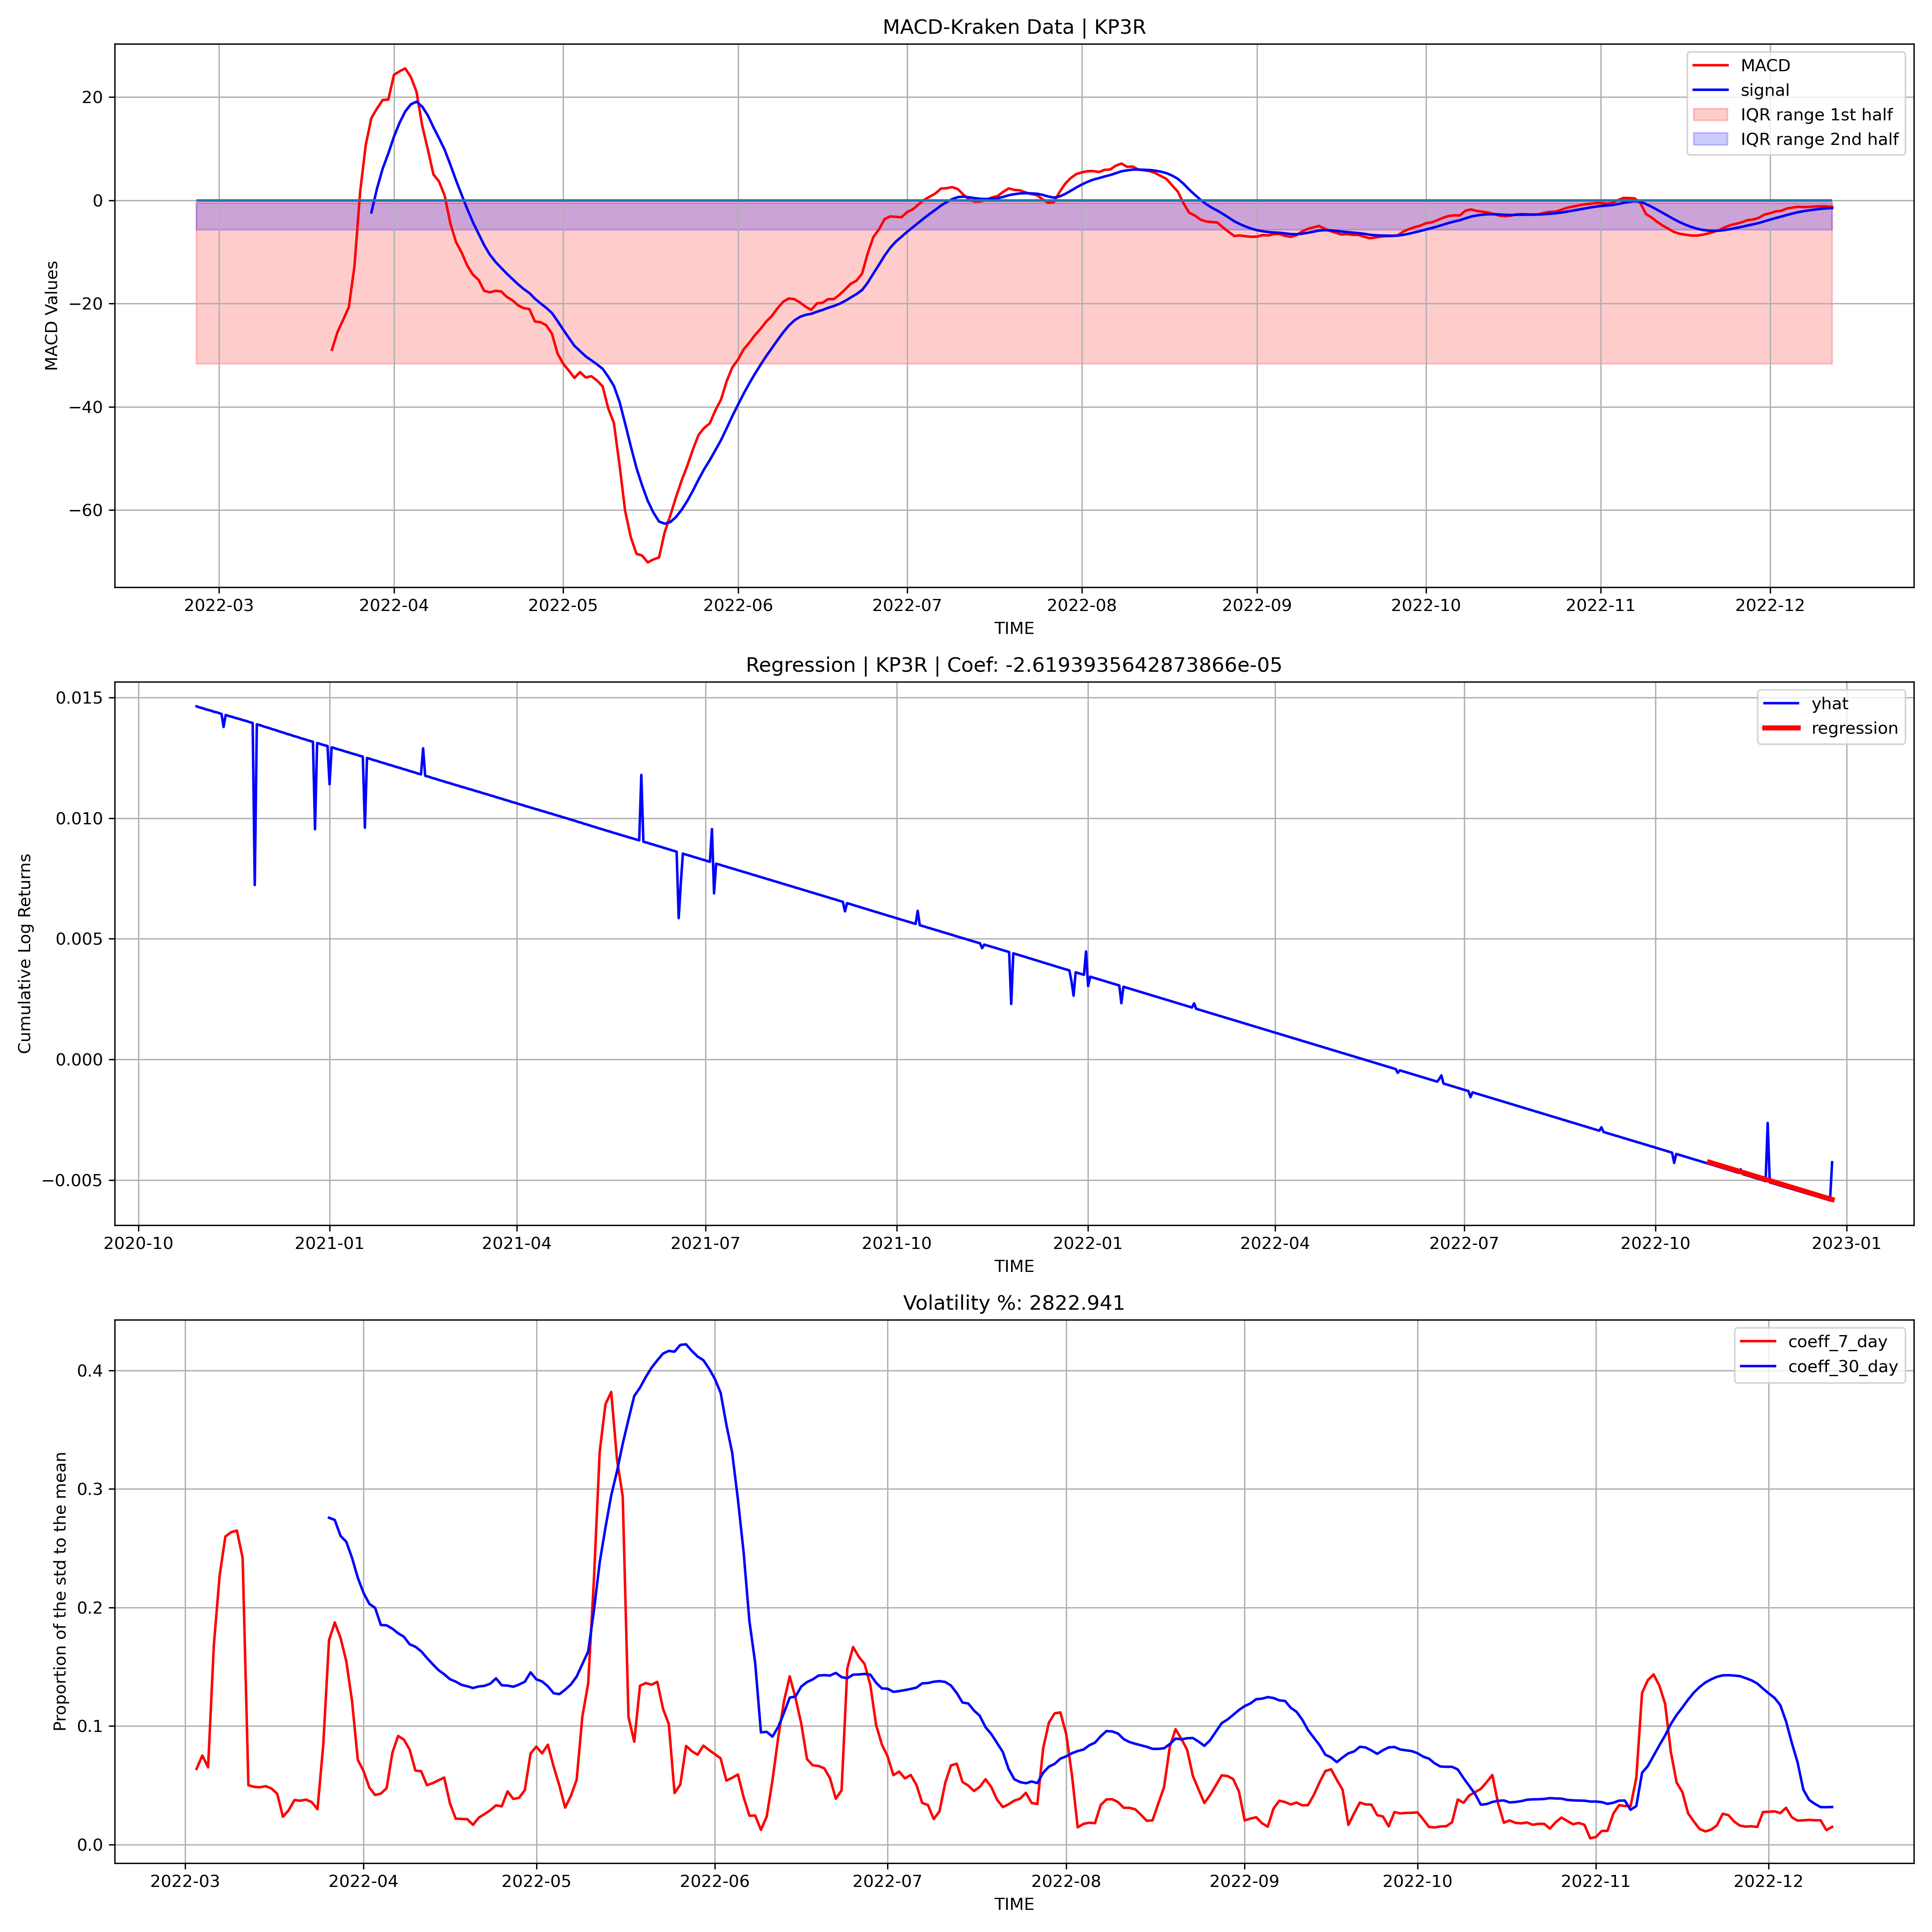 MACD-Kraken Data | KP3R
MACD
signal
IQR range 1st half
IQR range 2nd half
MACD Values
20
0
−20
−40
−60
2022-03 2022-04 2022-05 2022-06 2022-07 2022-08 2022-09 2022-10 2022-11 2022-12
TIME
Regression | KP3R | Coef: -2.6193935642873866e-05
yhat
regression
Cumulative Log Returns
0.015
0.010
0.005
0.000
−0.005
2020-10 2021-01 2021-04 2021-07 2021-10 2022-01 2022-04 2022-07 2022-10 2023-01
TIME
Volatility %: 2822.941
coeff_7_day
coeff_30_day
Proportion of the std to the mean
0.4
0.3
0.2
0.1
0.0
2022-03 2022-04 2022-05 2022-06 2022-07 2022-08 2022-09 2022-10 2022-11 2022-12
TIME